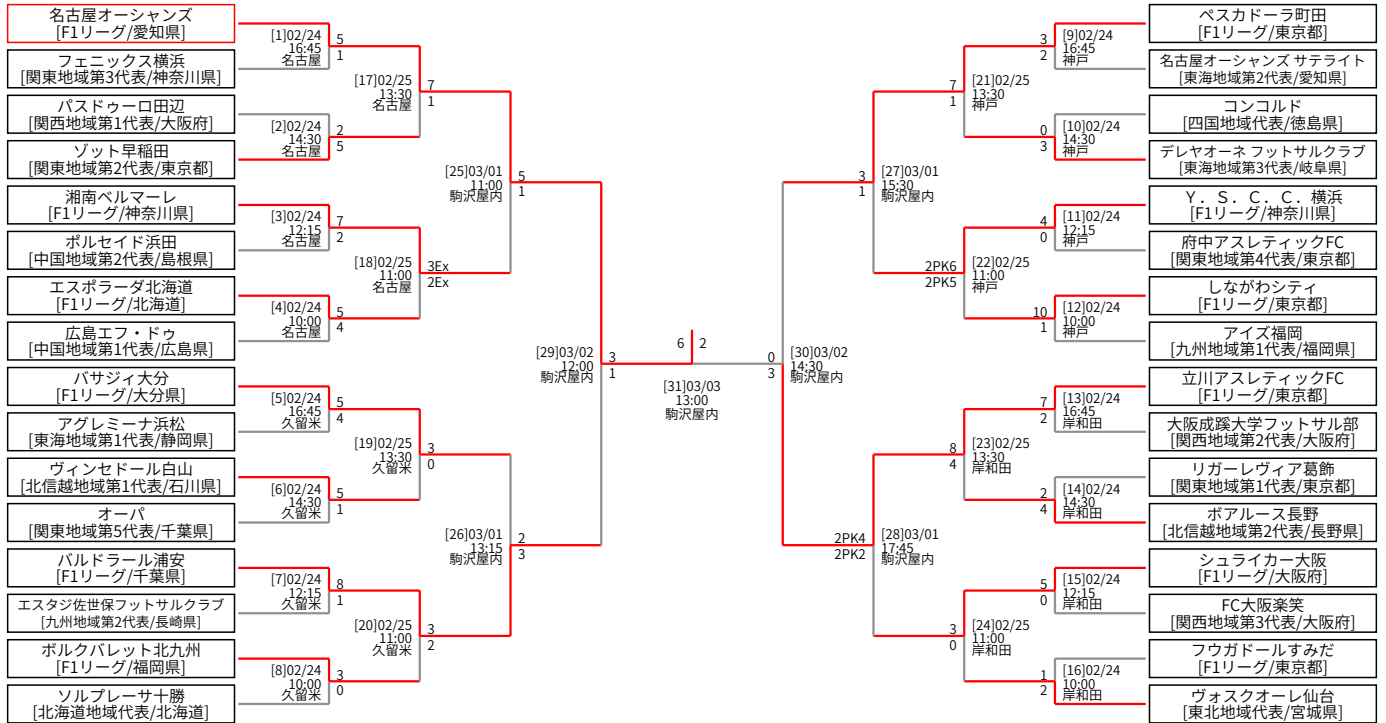 名古屋オーシャンズ
[F1リーグ/愛知県]
フェニックス横浜
[関東地域第3代表/神奈川県]
パスドゥーロ田辺
[関西地域第1代表/大阪府]
ゾット早稲田
[関東地域第2代表/東京都]
湘南ベルマーレ
[F1リーグ/神奈川県]
ポルセイド浜田
[中国地域第2代表/島根県]
エスポラーダ北海道
[F1リーグ/北海道]
広島エフ・ドゥ
[中国地域第1代表/広島県]
バサジィ大分
[F1リーグ/大分県]
アグレミーナ浜松
[東海地域第1代表/静岡県]
ヴィンセドール白山
[北信越地域第1代表/石川県]
オーパ
[関東地域第5代表/千葉県]
バルドラール浦安
[F1リーグ/千葉県]
エスタジ佐世保フットサルクラブ
[九州地域第2代表/長崎県]
ボルクバレット北九州
[F1リーグ/福岡県]
ソルプレーサ十勝
[北海道地域代表/北海道]
[1]02/24
16:45
名古屋
5
1
[2]02/24
14:30
名古屋
2
5
[3]02/24
12:15
名古屋
7
2
[4]02/24
10:00
名古屋
5
4
[5]02/24
16:45
久留米
5
4
[6]02/24
14:30
久留米
5
1
[7]02/24
12:15
久留米
8
1
[8]02/24
10:00
久留米
3
0
[17]02/25
13:30
名古屋
7
1
[18]02/25
11:00
名古屋
3Ex
2Ex
[19]02/25
13:30
久留米
3
0
[20]02/25
11:00
久留米
3
2
[25]03/01
11:00
駒沢屋内
5
1
[26]03/01
13:15
駒沢屋内
2
3
[29]03/02
12:00
駒沢屋内
3
1
6
2
[31]03/03
13:00
駒沢屋内
0
3
[30]03/02
14:30
駒沢屋内
3
1
[27]03/01
15:30
駒沢屋内
2PK4
2PK2
[28]03/01
17:45
駒沢屋内
7
1
[21]02/25
13:30
神戸
2PK6
2PK5
[22]02/25
11:00
神戸
8
4
[23]02/25
13:30
岸和田
3
0
[24]02/25
11:00
岸和田
3
2
[9]02/24
16:45
神戸
0
3
[10]02/24
14:30
神戸
4
0
[11]02/24
12:15
神戸
10
1
[12]02/24
10:00
神戸
7
2
[13]02/24
16:45
岸和田
2
4
[14]02/24
14:30
岸和田
5
0
[15]02/24
12:15
岸和田
1
2
[16]02/24
10:00
岸和田
ペスカドーラ町田
[F1リーグ/東京都]
名古屋オーシャンズ サテライト
[東海地域第2代表/愛知県]
コンコルド
[四国地域代表/徳島県]
デレヤオーネ フットサルクラブ
[東海地域第3代表/岐阜県]
Ｙ．Ｓ．Ｃ．Ｃ．横浜
[F1リーグ/神奈川県]
府中アスレティックFC
[関東地域第4代表/東京都]
しながわシティ
[F1リーグ/東京都]
アイズ福岡
[九州地域第1代表/福岡県]
立川アスレティックFC
[F1リーグ/東京都]
大阪成蹊大学フットサル部
[関西地域第2代表/大阪府]
リガーレヴィア葛飾
[関東地域第1代表/東京都]
ボアルース長野
[北信越地域第2代表/長野県]
シュライカー大阪
[F1リーグ/大阪府]
FC大阪楽笑
[関西地域第3代表/大阪府]
フウガドールすみだ
[F1リーグ/東京都]
ヴォスクオーレ仙台
[東北地域代表/宮城県]